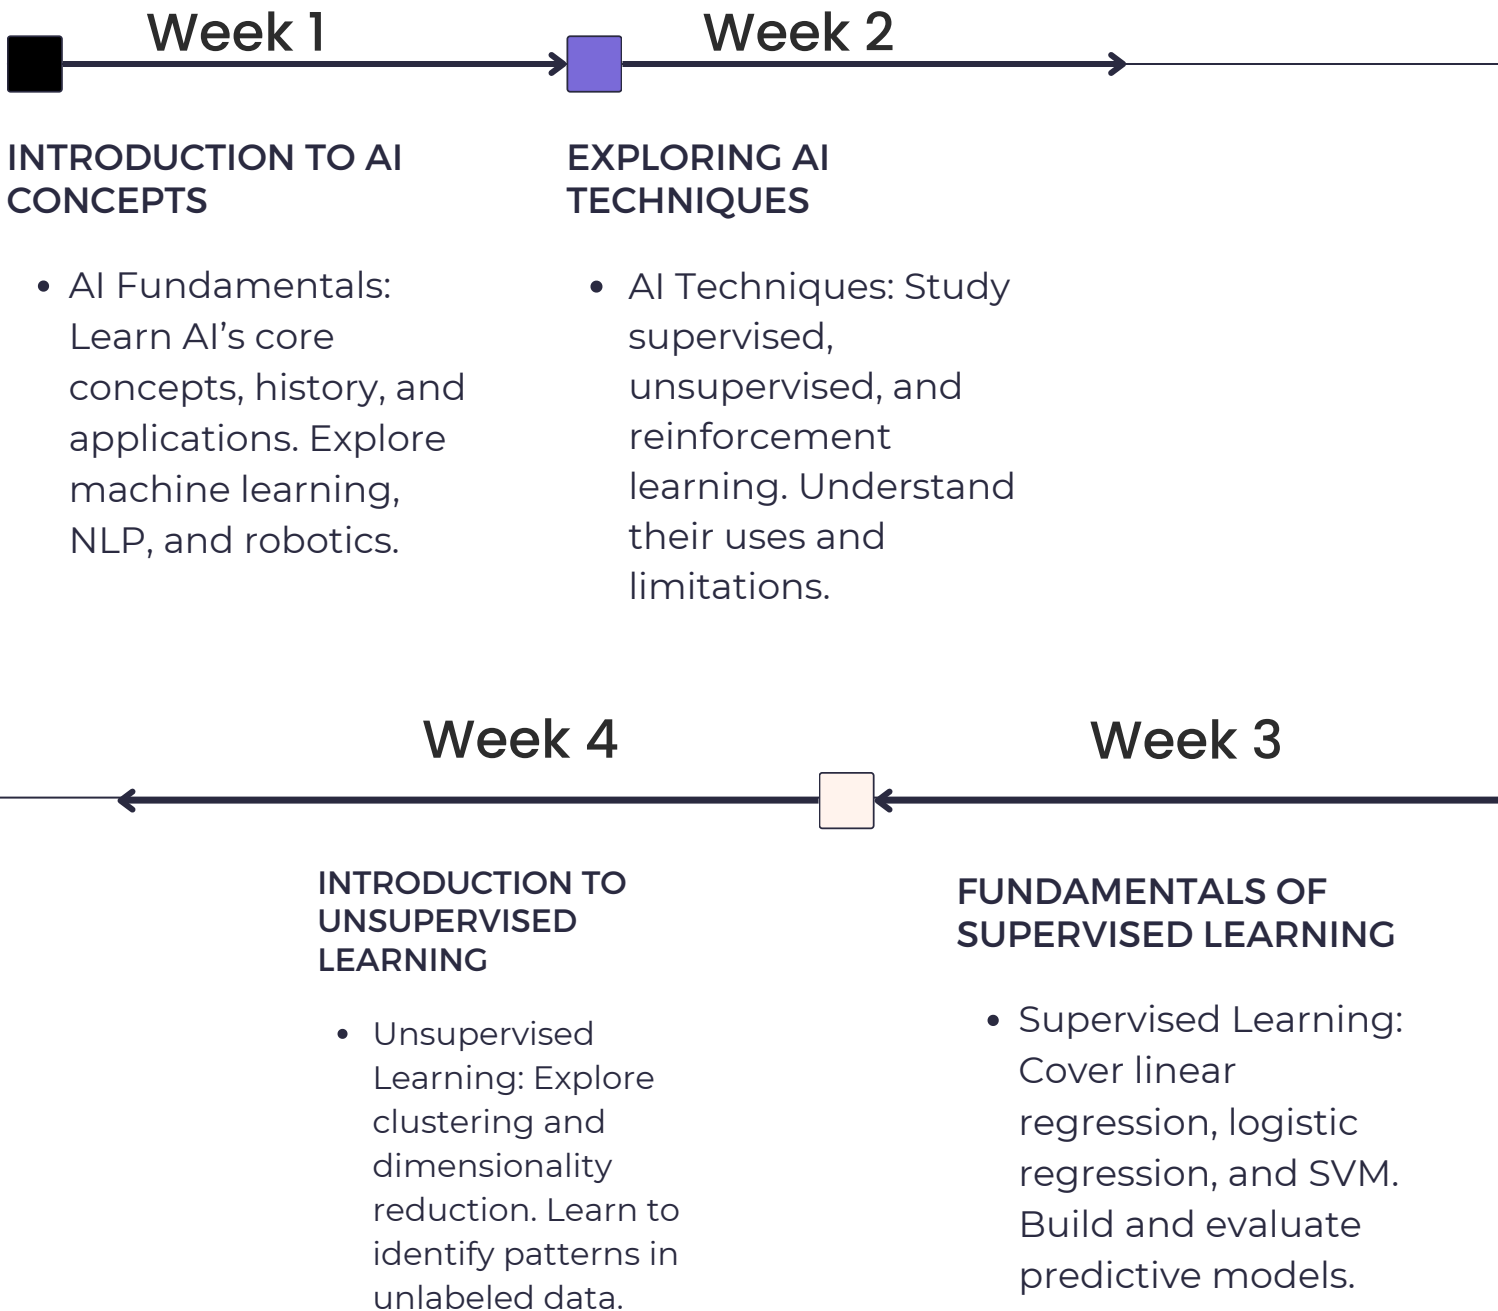 Week 1
INTRODUCTION TO AI
CONCEPTS
• AI Fundamentals:
Learn AI’s core
concepts, history, and
applications. Explore
machine learning,
NLP, and robotics.
Week 2
EXPLORING AI
TECHNIQUES
• AI Techniques: Study
supervised,
unsupervised, and
reinforcement
learning. Understand
their uses and
limitations.
Week 3
FUNDAMENTALS OF
SUPERVISED LEARNING
• Supervised Learning:
Cover linear
regression, logistic
regression, and SVM.
Build and evaluate
predictive models.
Week 4
INTRODUCTION TO
UNSUPERVISED
LEARNING
• Unsupervised
Learning: Explore
clustering and
dimensionality
reduction. Learn to
identify patterns in
unlabeled data.